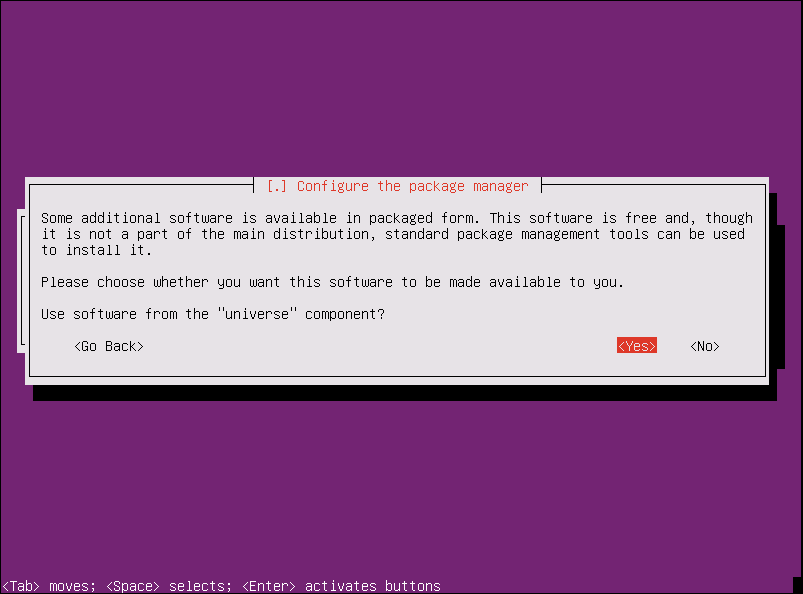 [.] Configure the package manager
Some additional software is available in packaged form. This software is free and, though
it is not a part of the main distribution, standard package management tools can be used
to install it.
Please choose whether you want this software to be made available to you.
Use software from the "universe" component?
<Go Back> <Yes> <No>
<Tab> moves; <Space> selects; <Enter> activates buttons